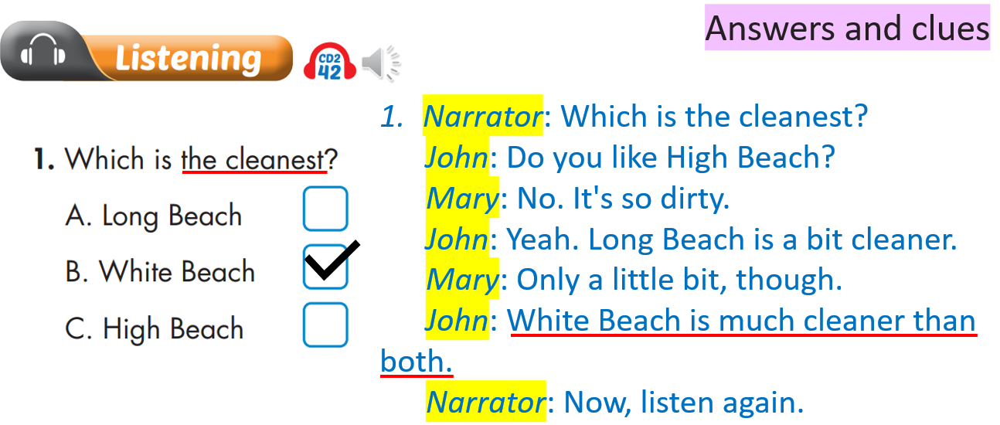 Answers and clues
Listening
CD2
42
1. Which is the cleanest?
A. Long Beach
B. White Beach
C. High Beach
1. Narrator: Which is the cleanest?
John: Do you like High Beach?
Mary: No. It's so dirty.
John: Yeah. Long Beach is a bit cleaner.
Mary: Only a little bit, though.
John: White Beach is much cleaner than
both.
Narrator: Now, listen again.